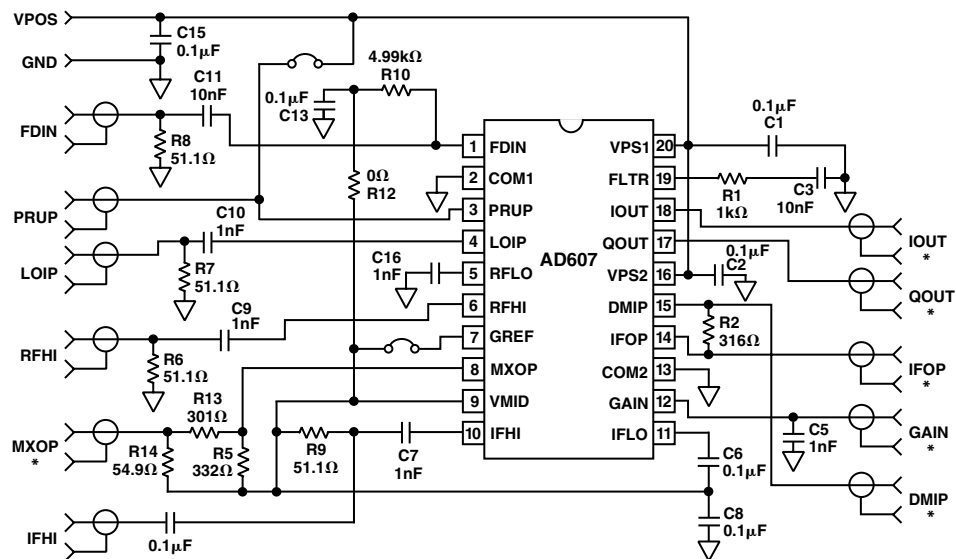 VPOS
C15
0.1µF
GND
C11
10nF
4.99kΩ
R10
0.1µF
C13
FDIN
R8
51.1Ω
0Ω
R12
PRUP
C10
1nF
LOIP
R7
51.1Ω
C16
1nF
C9
1nF
RFHI
R6
51.1Ω
R13
301Ω
MXOP
*
R14
54.9Ω
R5
332Ω
R9
51.1Ω
C7
1nF
IFHI
0.1µF
AD607
1 FDIN
2 COM1
3 PRUP
4 LOIP
5 RFLO
6 RFHI
7 GREF
8 MXOP
9 VMID
10 IFHI
VPS1 20
FLTR 19
IOUT 18
QOUT 17
VPS2 16
DMIP 15
IFOP 14
COM2 13
GAIN 12
IFLO 11
0.1µF
C1
R1
1kΩ
C3
10nF
IOUT
*
0.1µF
C2
QOUT
*
R2
316Ω
IFOP
*
C5
1nF
GAIN
*
C6
0.1µF
DMIP
*
C8
0.1µF